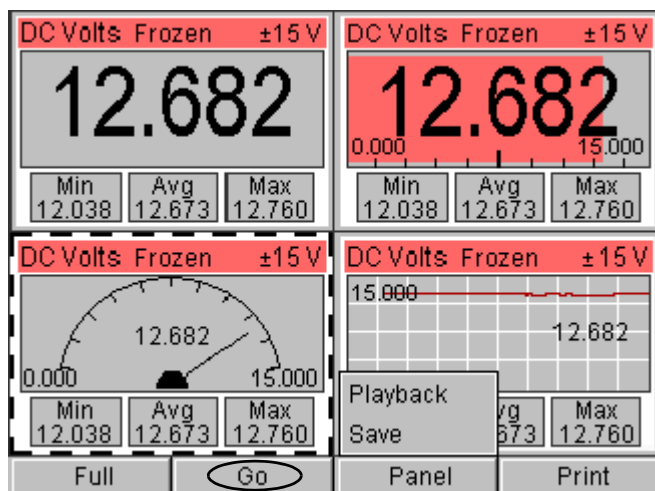 DC Volts Frozen ±15 V
12.682
Min Avg Max
12.038 12.673 12.760
DC Volts Frozen ±15 V
12.682
0.000 15.000
Min Avg Max
12.038 12.673 12.760
DC Volts Frozen ±15 V
12.682
0.000 15.000
Min Avg Max
12.038 12.673 12.760
DC Volts Frozen ±15 V
15.000
12.682
Playback
Save
Max
12.760
Full Go Panel Print